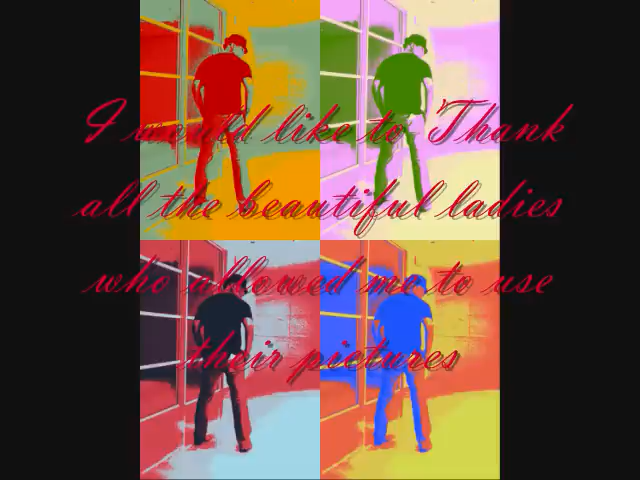 I would like to Thank
all the beautiful ladies
who allowed me to use
their pictures